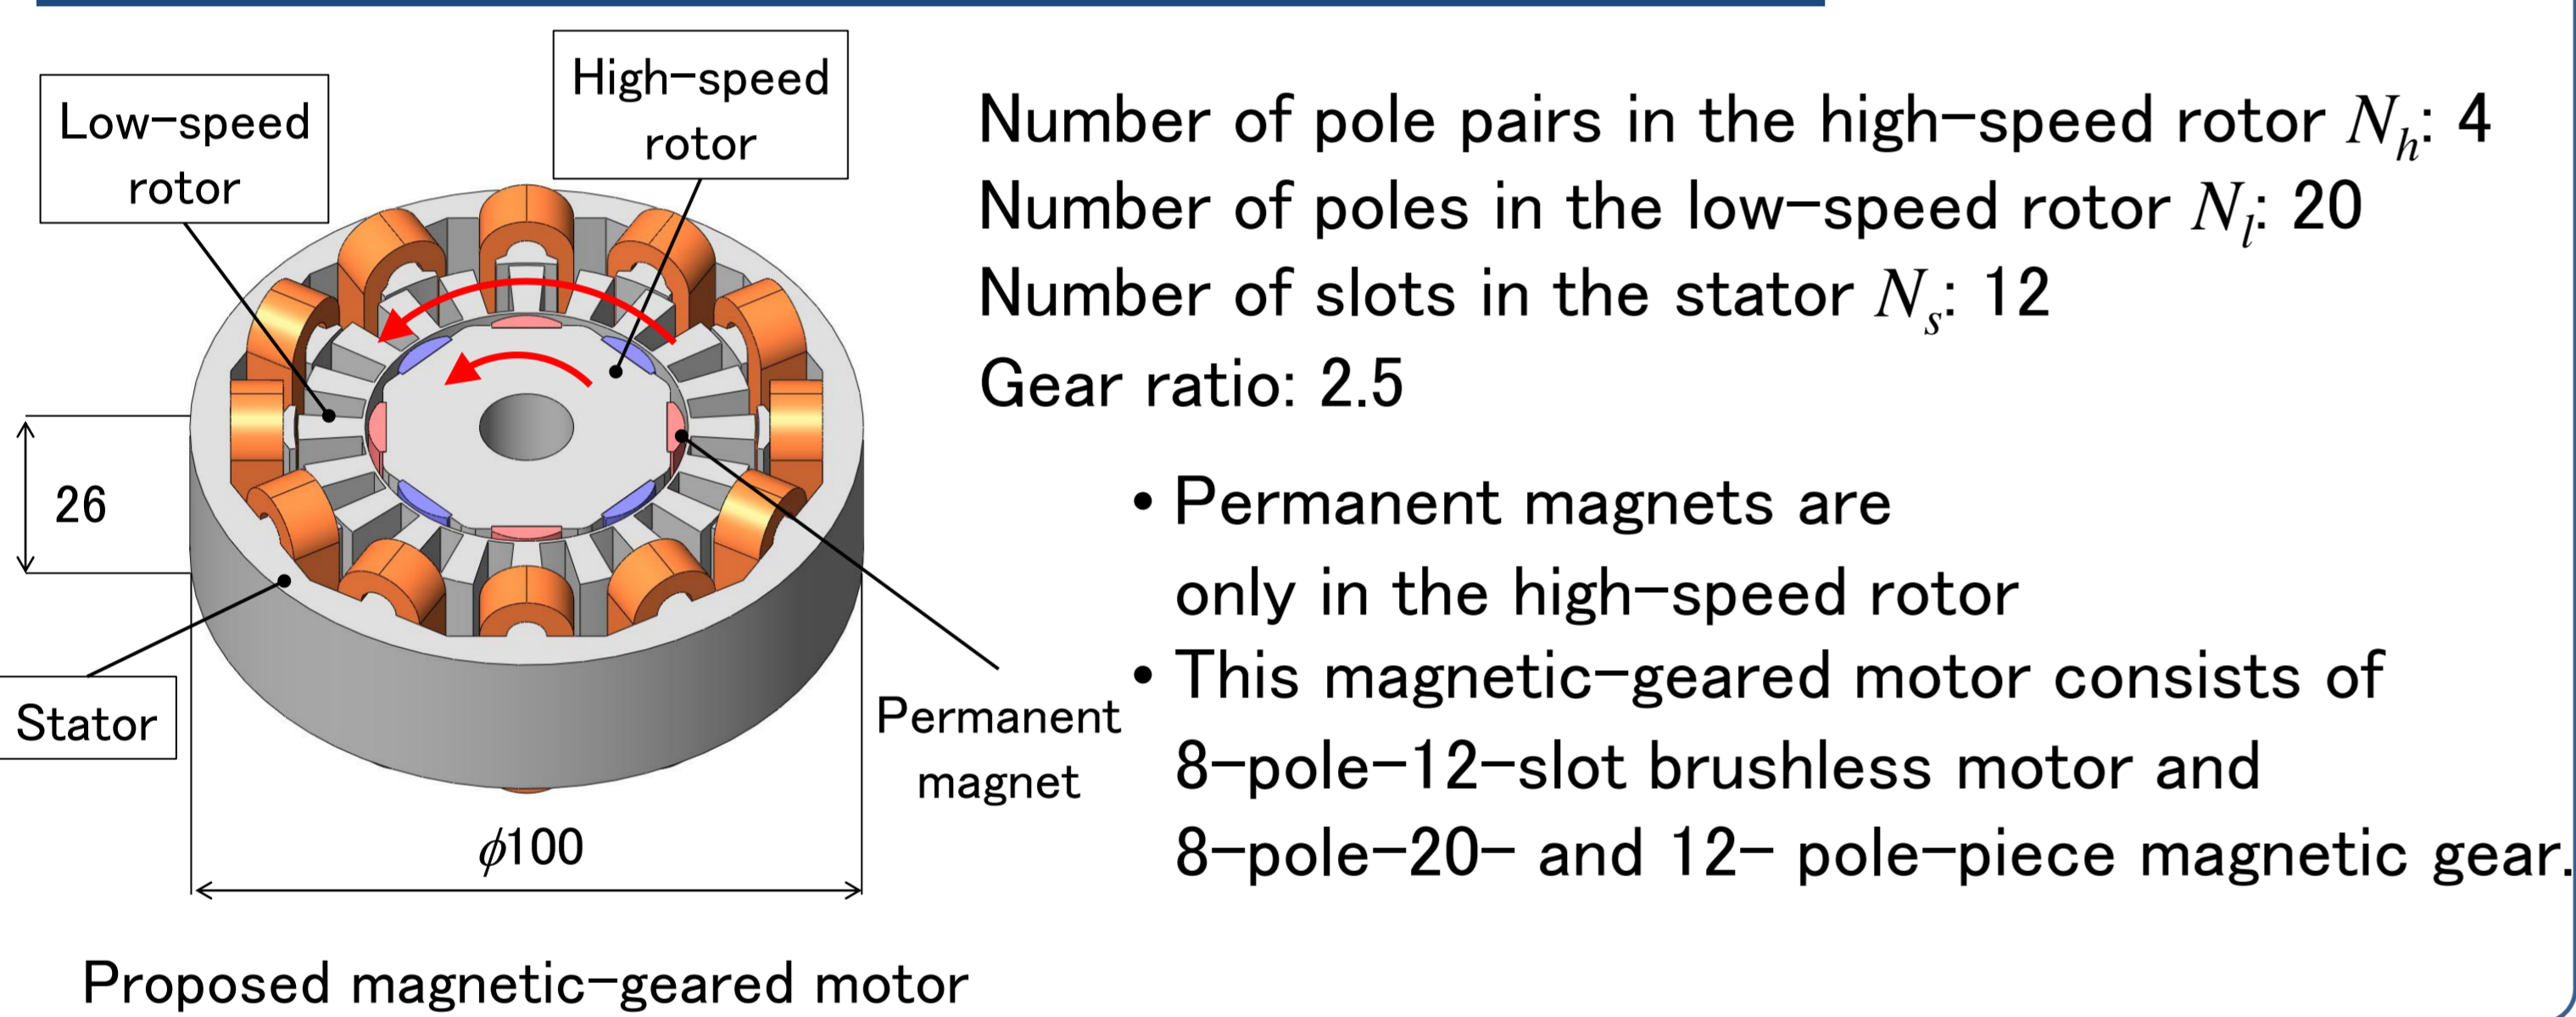 Low-speed
rotor
High-speed
rotor
26
Stator
Permanent
magnet
ϕ100
Proposed magnetic-geared motor
Number of pole pairs in the high-speed rotor Nh: 4
Number of poles in the low-speed rotor Nl: 20
Number of slots in the stator Ns: 12
Gear ratio: 2.5
• Permanent magnets are
only in the high-speed rotor
• This magnetic-geared motor consists of
8-pole-12-slot brushless motor and
8-pole-20- and 12- pole-piece magnetic gear.